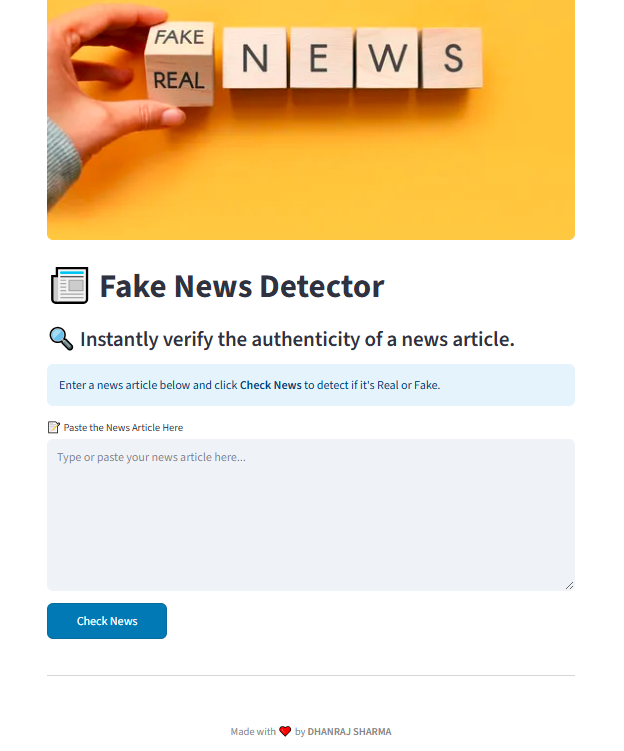 FAKE
REAL NEWS
Fake News Detector
Instantly verify the authenticity of a news article.
Enter a news article below and click Check News to detect if it's Real or Fake.
Paste the News Article Here
Type or paste your news article here...
Check News
Made with ❤️ by DHANRAJ SHARMA